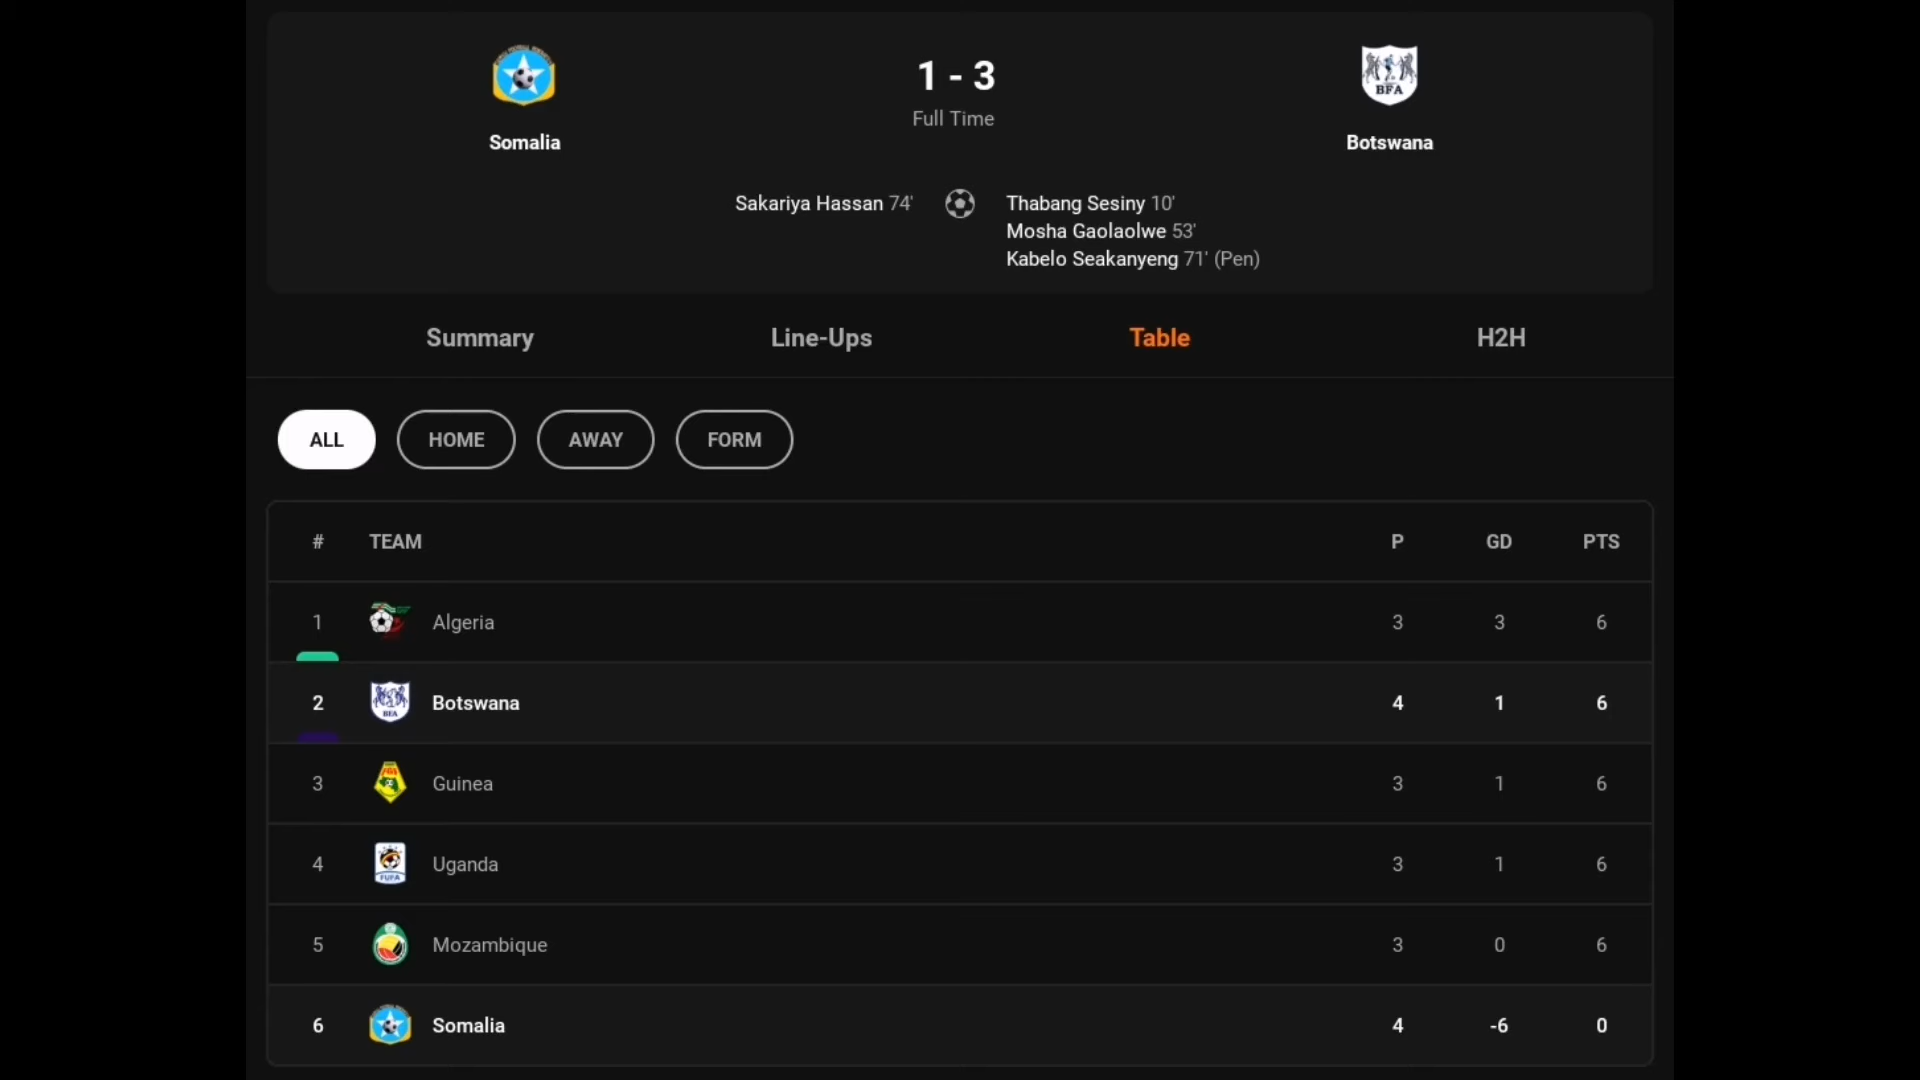 1 - 3
Full Time
Somalia
BFA
Botswana
Sakariya Hassan 74'
Thabang Sesiny 10'
Mosha Gaolaolwe 53'
Kabelo Seakanyeng 71' (Pen)
Summary Line-Ups Table H2H
ALL HOME AWAY FORM
# TEAM P GD PTS
1 Algeria 3 3 6
2 BFA Botswana 4 1 6
3 Guinea 3 1 6
4 FUFA Uganda 3 1 6
5 Mozambique 3 0 6
6 Somalia 4 -6 0